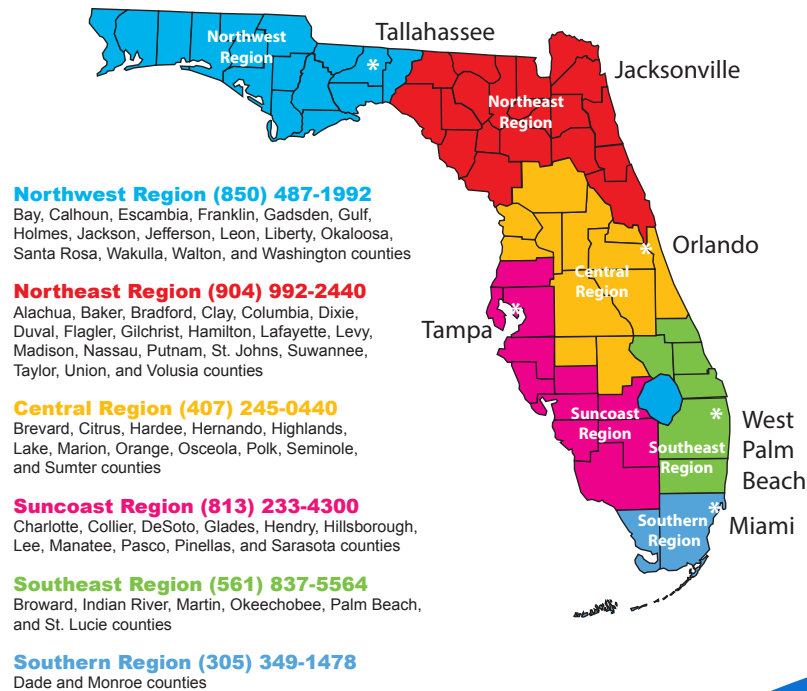 Tallahassee
Northwest
Region
*
Jacksonville
Northeast
Region
Northwest Region (850) 487-1992
Bay, Calhoun, Escambia, Franklin, Gadsden, Gulf,
Holmes, Jackson, Jefferson, Leon, Liberty, Okaloosa,
Santa Rosa, Wakulla, Walton, and Washington counties
*
Orlando
Central
Region
Northeast Region (904) 992-2440
Alachua, Baker, Bradford, Clay, Columbia, Dixie,
Duval, Flagler, Gilchrist, Hamilton, Lafayette, Levy,
Madison, Nassau, Putnam, St. Johns, Suwannee,
Taylor, Union, and Volusia counties
*
Tampa
Central Region (407) 245-0440
Brevard, Citrus, Hardee, Hernando, Highlands,
Lake, Marion, Orange, Osceola, Polk, Seminole,
and Sumter counties
Suncoast
Region
*
West
Palm
Beach
Southeast
Region
Suncoast Region (813) 233-4300
Charlotte, Collier, DeSoto, Glades, Hendry, Hillsborough,
Lee, Manatee, Pasco, Pinellas, and Sarasota counties
*
Miami
Southern
Region
Southeast Region (561) 837-5564
Broward, Indian River, Martin, Okeechobee, Palm Beach,
and St. Lucie counties
Southern Region (305) 349-1478
Dade and Monroe counties